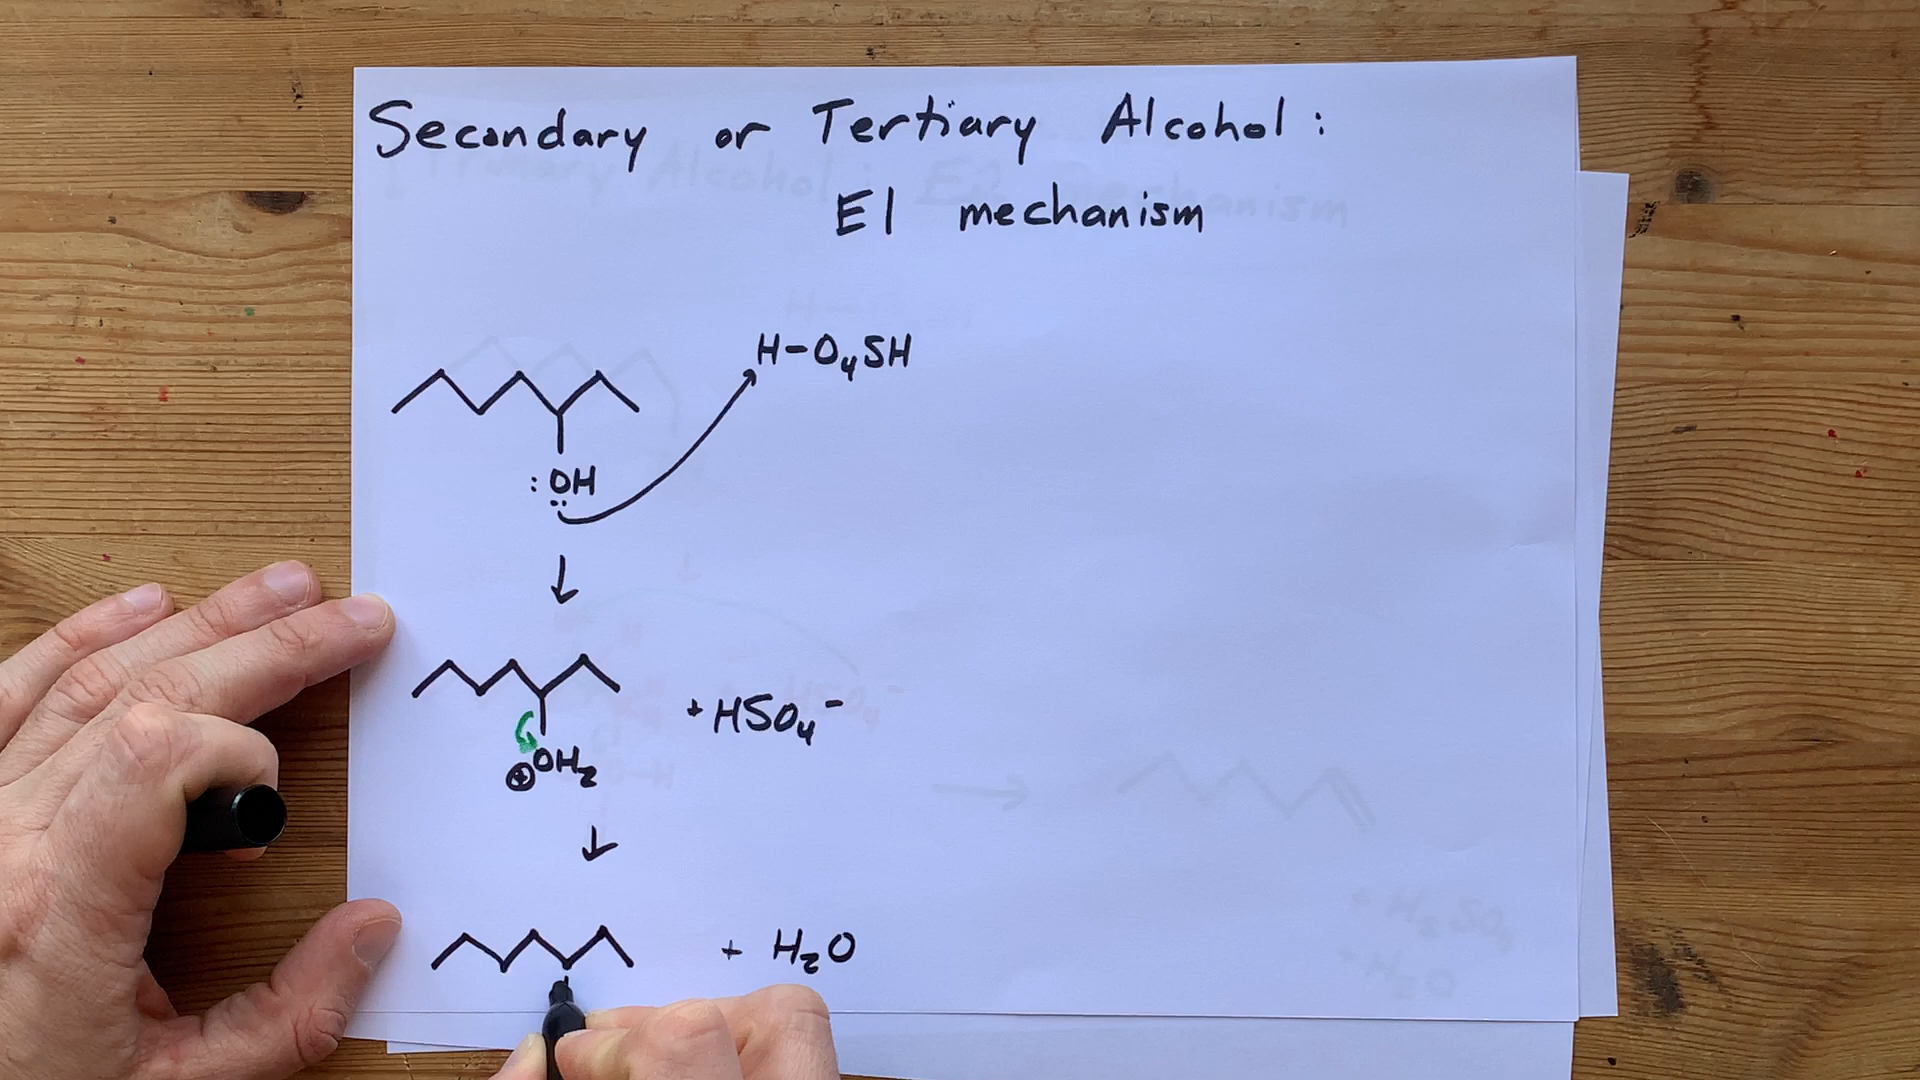 Secondary or Tertiary Alcohol:
E1 mechanism
H-O₄SH
:OH
+ HSO₄⁻
⊕OH₂
+ H₂O